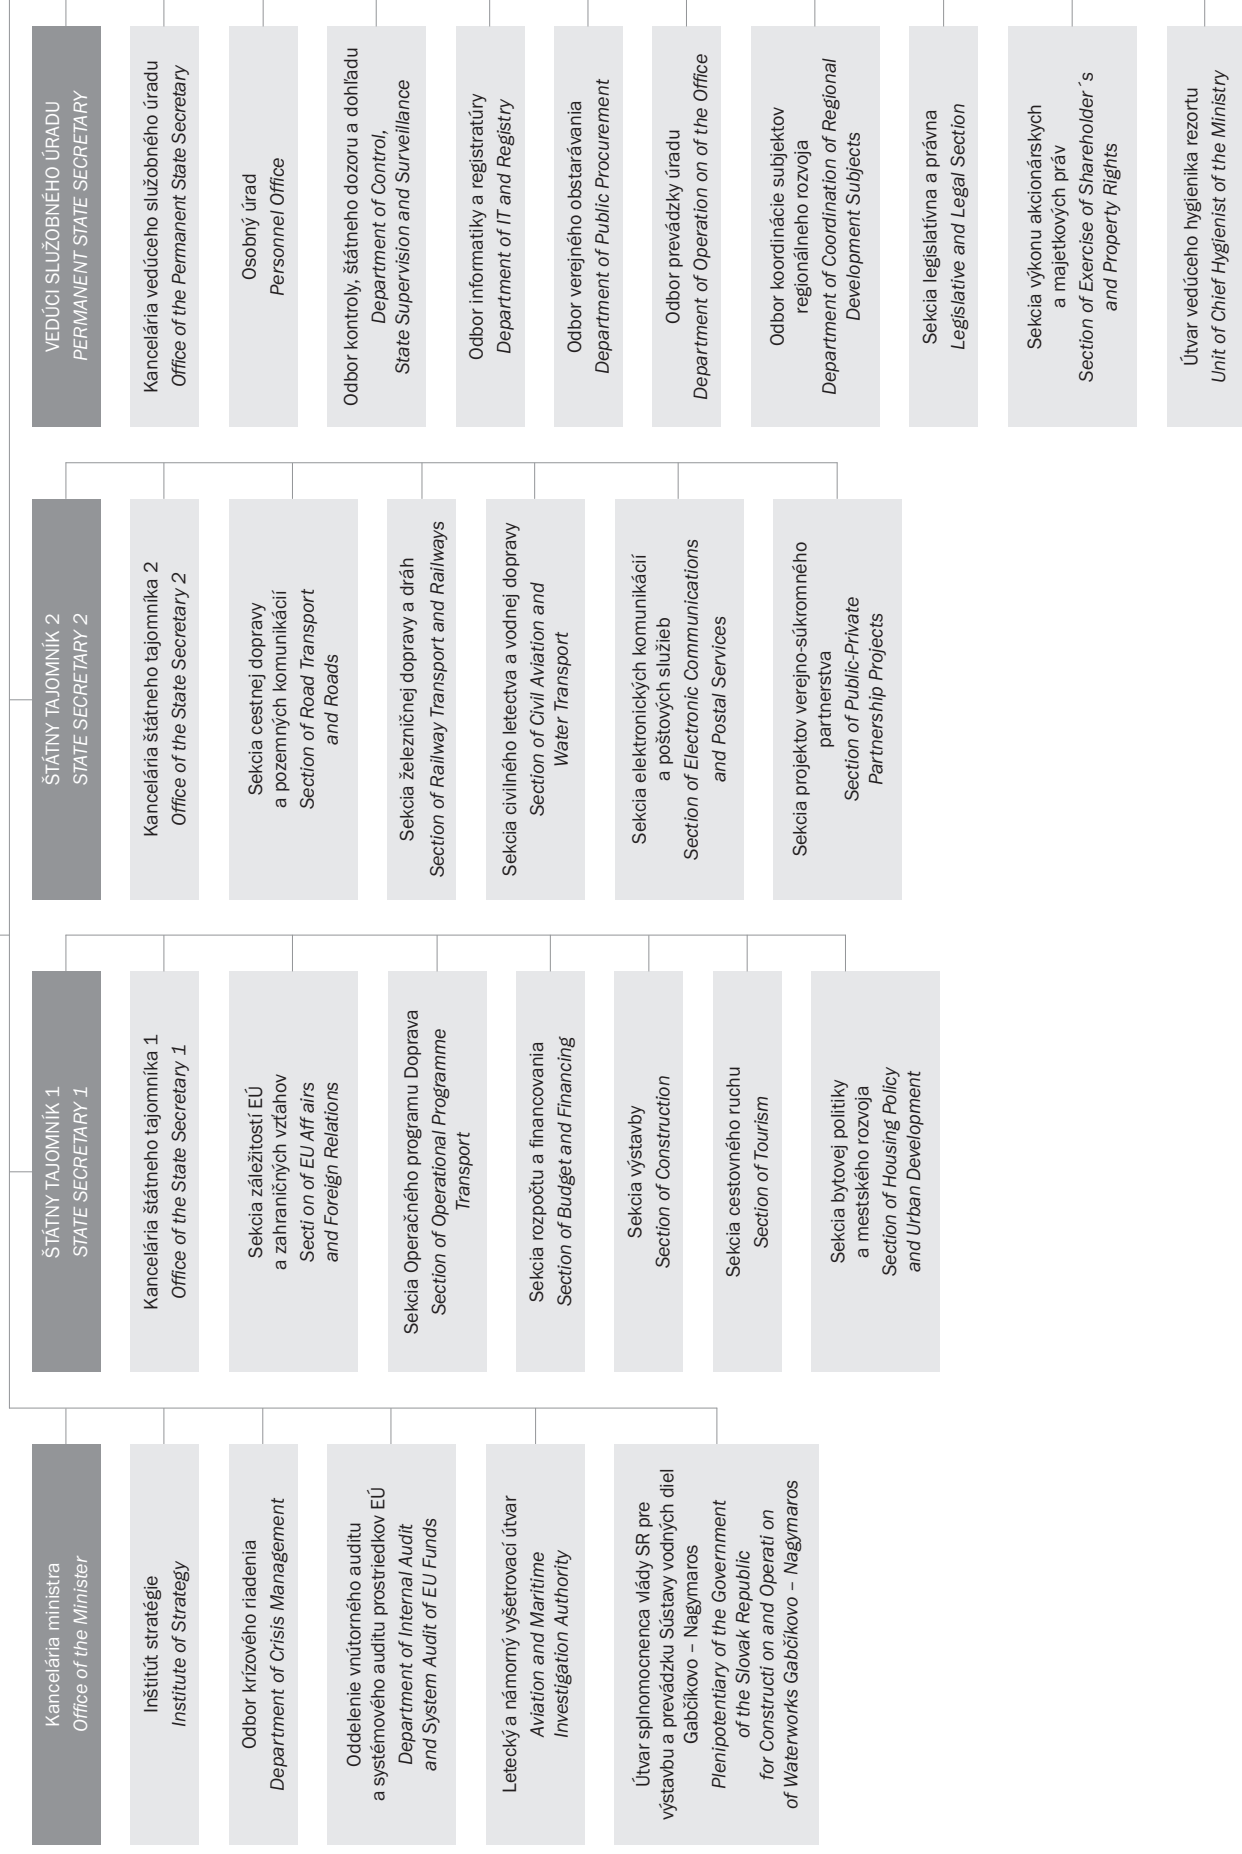 Kancelária ministra
Office of the Minister
Inštitút stratégie
Institute of Strategy
Odbor krízového riadenia
Department of Crisis Management
Oddelenie vnútorného auditu
a systémového auditu prostriedkov EÚ
Department of Internal Audit
and System Audit of EU Funds
Letecký a námorný vyšetrovací útvar
Aviation and Maritime
Investigation Authority
Útvar splnomocnenca vlády SR pre
výstavbu a prevádzku Sústavy vodných diel
Gabčíkovo – Nagymaros
Plenipotentiary of the Government
of the Slovak Republic
for Constructi on and Operati on
of Waterworks Gabčíkovo – Nagymaros
ŠTÁTNY TAJOMNÍK 1
STATE SECRETARY 1
Kancelária štátneho tajomníka 1
Office of the State Secretary 1
Sekcia záležitostí EÚ
a zahraničných vzťahov
Secti on of EU Aff airs
and Foreign Relations
Sekcia Operačného programu Doprava
Section of Operational Programme
Transport
Sekcia rozpočtu a financovania
Section of Budget and Financing
Sekcia výstavby
Section of Construction
Sekcia cestovného ruchu
Section of Tourism
Sekcia bytovej politiky
a mestského rozvoja
Section of Housing Policy
and Urban Development
ŠTÁTNY TAJOMNÍK 2
STATE SECRETARY 2
Kancelária štátneho tajomníka 2
Office of the State Secretary 2
Sekcia cestnej dopravy
a pozemných komunikácií
Section of Road Transport
and Roads
Sekcia železničnej dopravy a dráh
Section of Railway Transport and Railways
Sekcia civilného letectva a vodnej dopravy
Section of Civil Aviation and
Water Transport
Sekcia elektronických komunikácií
a poštových služieb
Section of Electronic Communications
and Postal Services
Sekcia projektov verejno-súkromného
partnerstva
Section of Public-Private
Partnership Projects
VEDÚCI SLUŽOBNÉHO ÚRADU
PERMANENT STATE SECRETARY
Kancelária vedúceho služobného úradu
Office of the Permanent State Secretary
Osobný úrad
Personnel Office
Odbor kontroly, štátneho dozoru a dohľadu
Department of Control,
State Supervision and Surveillance
Odbor informatiky a registratúry
Department of IT and Registry
Odbor verejného obstarávania
Department of Public Procurement
Odbor prevádzky úradu
Department of Operation on of the Office
Odbor koordinácie subjektov
regionálneho rozvoja
Department of Coordination of Regional
Development Subjects
Sekcia legislatívna a právna
Legislative and Legal Section
Sekcia výkonu akcionárskych
a majetkových práv
Section of Exercise of Shareholder´s
and Property Rights
Útvar vedúceho hygienika rezortu
Unit of Chief Hygienist of the Ministry